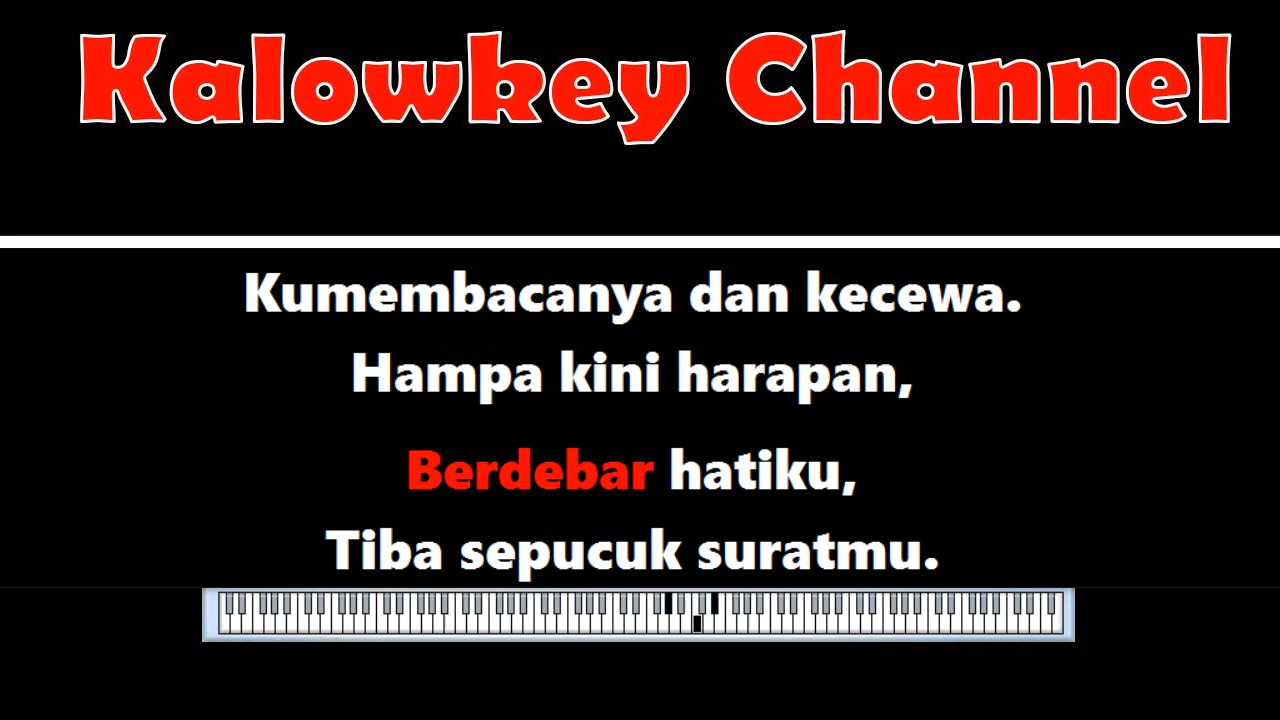 Kalowkey Channel
Kumembacanya dan kecewa.
Hampa kini harapan,
Berdebar hatiku,
Tiba sepucuk suratmu.